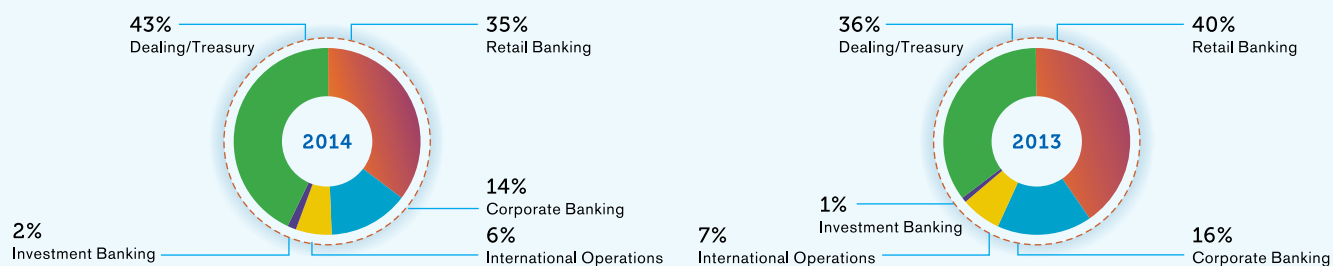 43%
Dealing/Treasury
35%
Retail Banking
2014
14%
Corporate Banking
6%
International Operations
2%
Investment Banking
36%
Dealing/Treasury
40%
Retail Banking
2013
1%
Investment Banking
7%
International Operations
16%
Corporate Banking